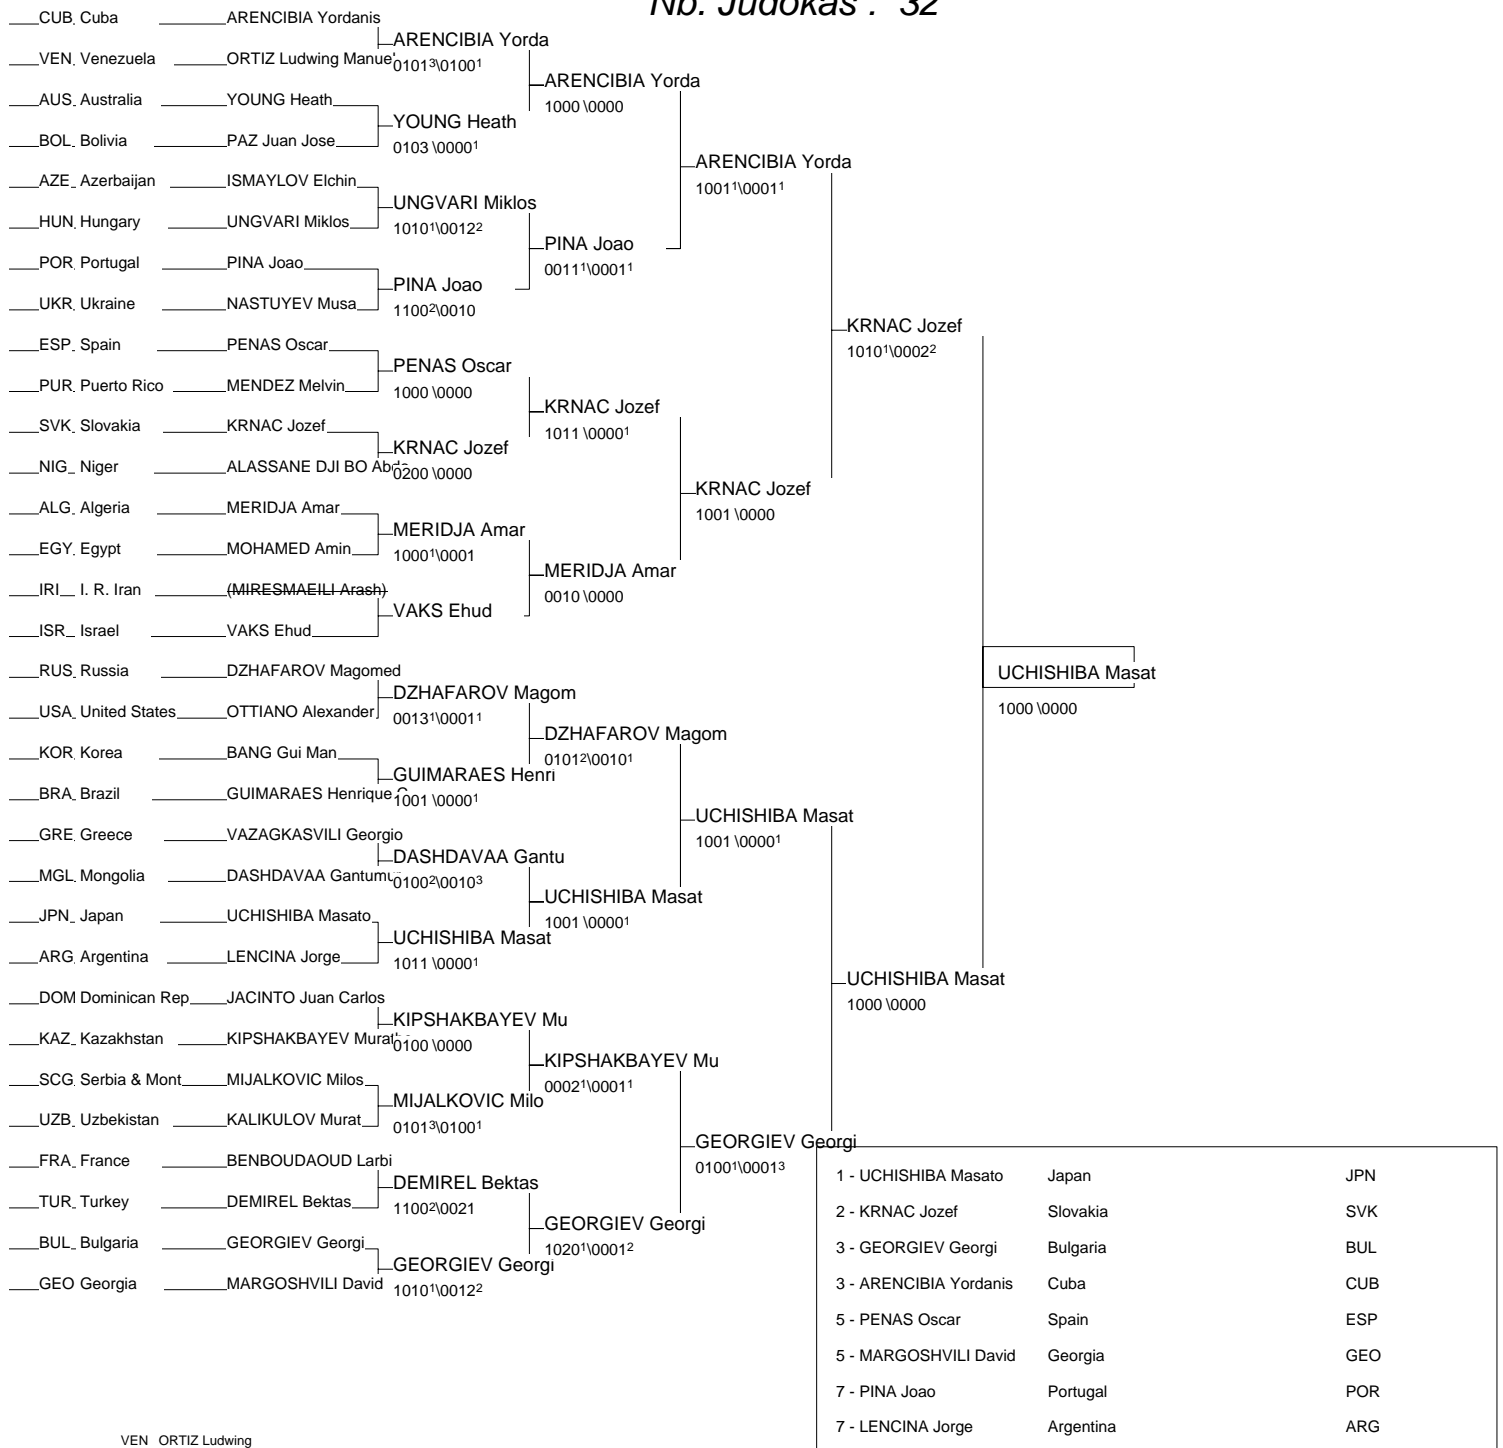 Nb. Judokas : 32
CUB Cuba ARENCIBIA Yordanis
ARENCIBIA Yorda
VEN Venezuela ORTIZ Ludwing Manue
0101³\0100¹
ARENCIBIA Yorda
AUS Australia YOUNG Heath
1000 \0000
YOUNG Heath
BOL Bolivia PAZ Juan Jose
0103 \0000¹
ARENCIBIA Yorda
AZE Azerbaijan ISMAYLOV Elchin
1001¹\0001¹
UNGVARI Miklos
HUN Hungary UNGVARI Miklos
1010¹\0012²
PINA Joao
POR Portugal PINA Joao
0011¹\0001¹
PINA Joao
UKR Ukraine NASTUYEV Musa
1100²\0010
KRNAC Jozef
ESP Spain PENAS Oscar
1010¹\0002²
PENAS Oscar
PUR Puerto Rico MENDEZ Melvin
1000 \0000
KRNAC Jozef
SVK Slovakia KRNAC Jozef
1011 \0000¹
KRNAC Jozef
NIG Niger ALASSANE DJI BO Abd
0200 \0000
KRNAC Jozef
ALG Algeria MERIDJA Amar
1001 \0000
MERIDJA Amar
EGY Egypt MOHAMED Amin
1000¹\0001
MERIDJA Amar
IRI I. R. Iran (MIRESMAEILI Arash)
0010 \0000
VAKS Ehud
ISR Israel VAKS Ehud
RUS Russia DZHAFAROV Magomed
UCHISHIBA Masat
DZHAFAROV Magom
USA United States OTTIANO Alexander
1000 \0000
0013¹\0001¹
DZHAFAROV Magom
KOR Korea BANG Gui Man
0101²\0010¹
GUIMARAES Henri
BRA Brazil GUIMARAES Henrique
1001 \0000¹
UCHISHIBA Masat
GRE Greece VAZAGKASVILI Georgio
1001 \0000¹
DASHDAVAA Gantu
MGL Mongolia DASHDAVAA Gantumu
0100²\0010³
UCHISHIBA Masat
JPN Japan UCHISHIBA Masato
1001 \0000¹
UCHISHIBA Masat
ARG Argentina LENCINA Jorge
1011 \0000¹
UCHISHIBA Masat
DOM Dominican Rep JACINTO Juan Carlos
1000 \0000
KIPSHAKBAYEV Mu
KAZ Kazakhstan KIPSHAKBAYEV Murat
0100 \0000
KIPSHAKBAYEV Mu
SCG Serbia & Mont MIJALKOVIC Milos
0002¹\0001¹
MIJALKOVIC Milo
UZB Uzbekistan KALIKULOV Murat
0101³\0100¹
GEORGIEV Georgi
FRA France BENBOUDAOUD Larbi
0100¹\0001³
DEMIREL Bektas
TUR Turkey DEMIREL Bektas
1100²\0021
GEORGIEV Georgi
BUL Bulgaria GEORGIEV Georgi
1020¹\0001²
GEORGIEV Georgi
GEO Georgia MARGOSHVILI David
1010¹\0012²
1 - UCHISHIBA Masato Japan JPN
2 - KRNAC Jozef Slovakia SVK
3 - GEORGIEV Georgi Bulgaria BUL
3 - ARENCIBIA Yordanis Cuba CUB
5 - PENAS Oscar Spain ESP
5 - MARGOSHVILI David Georgia GEO
7 - PINA Joao Portugal POR
7 - LENCINA Jorge Argentina ARG
VEN ORTIZ Ludwing